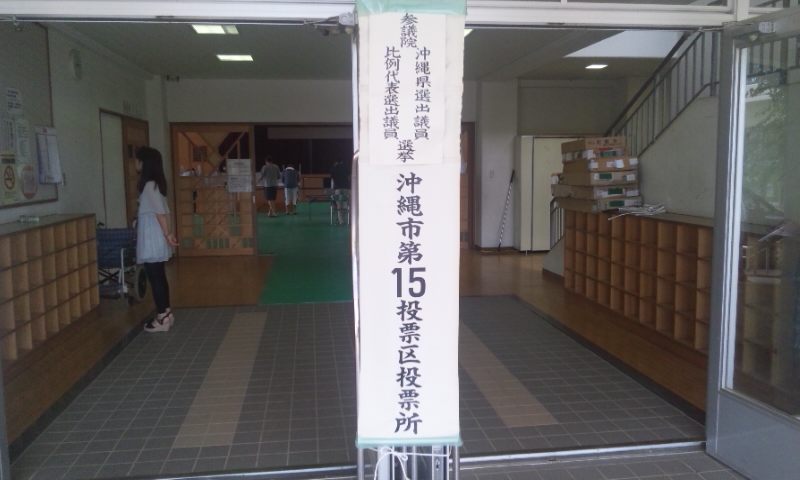 参議院
沖縄県選出議員
比例代表選出議員
選挙
沖縄市第15投票区投票所